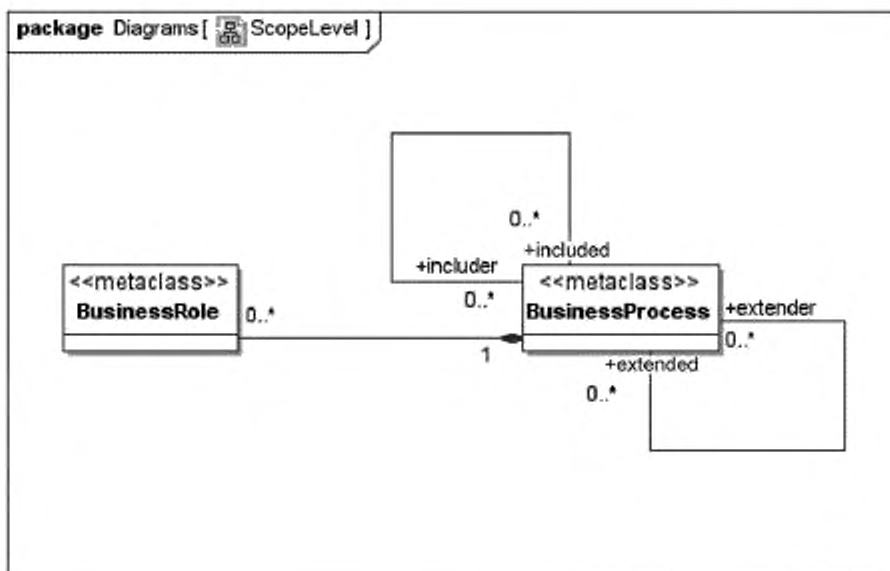 package Diagrams [ ScopeLevel ]
0..*
+included
+includer
0..*
<<metaclass>>
BusinessRole
0..*
<<metaclass>>
BusinessProcess
1
+extender
0..*
+extended
0..*